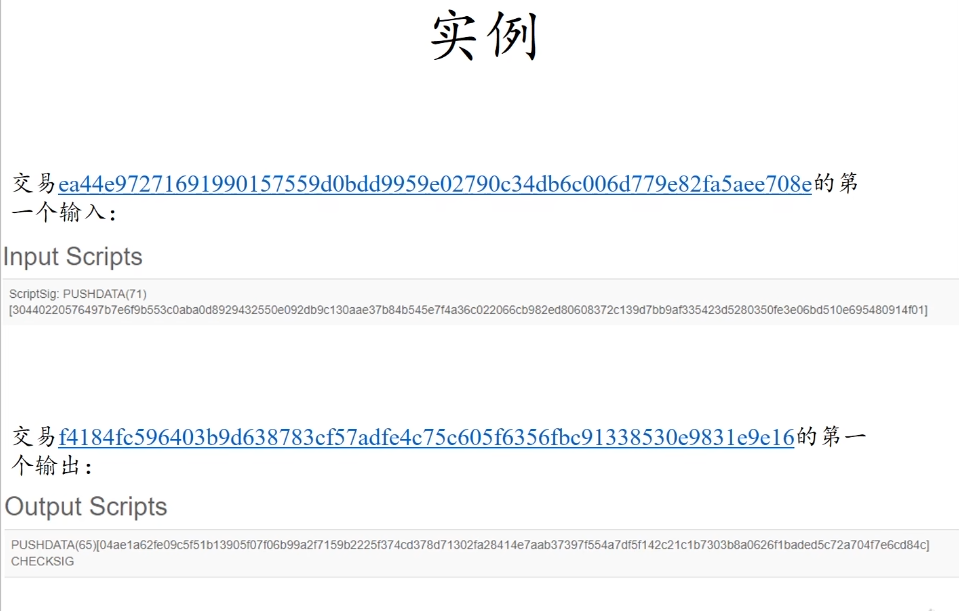 实例
交易ea44e97271691990157559d0bdd9959e02790c34db6c006d779e82fa5aee708e的第
一个输入：
Input Scripts
ScriptSig: PUSHDATA(71)
[30440220576497b7e6f9b553c0aba0d8929432550e092db9c130aae37b84b545e7f4a36c022066cb982ed80608372c139d7bb9af335423d5280350fe3e06bd510e695480914f01]
交易f4184fc596403b9d638783cf57adfe4c75c605f6356fbc91338530e9831e9e16的第一
个输出：
Output Scripts
PUSHDATA(65)[04ae1a62fe09c5f51b13905f07f06b99a2f7159b2225f374cd378d71302fa28414e7aab37397f554a7df5f142c21c1b7303b8a0626f1baded5c72a704f7e6cd84c]
CHECKSIG